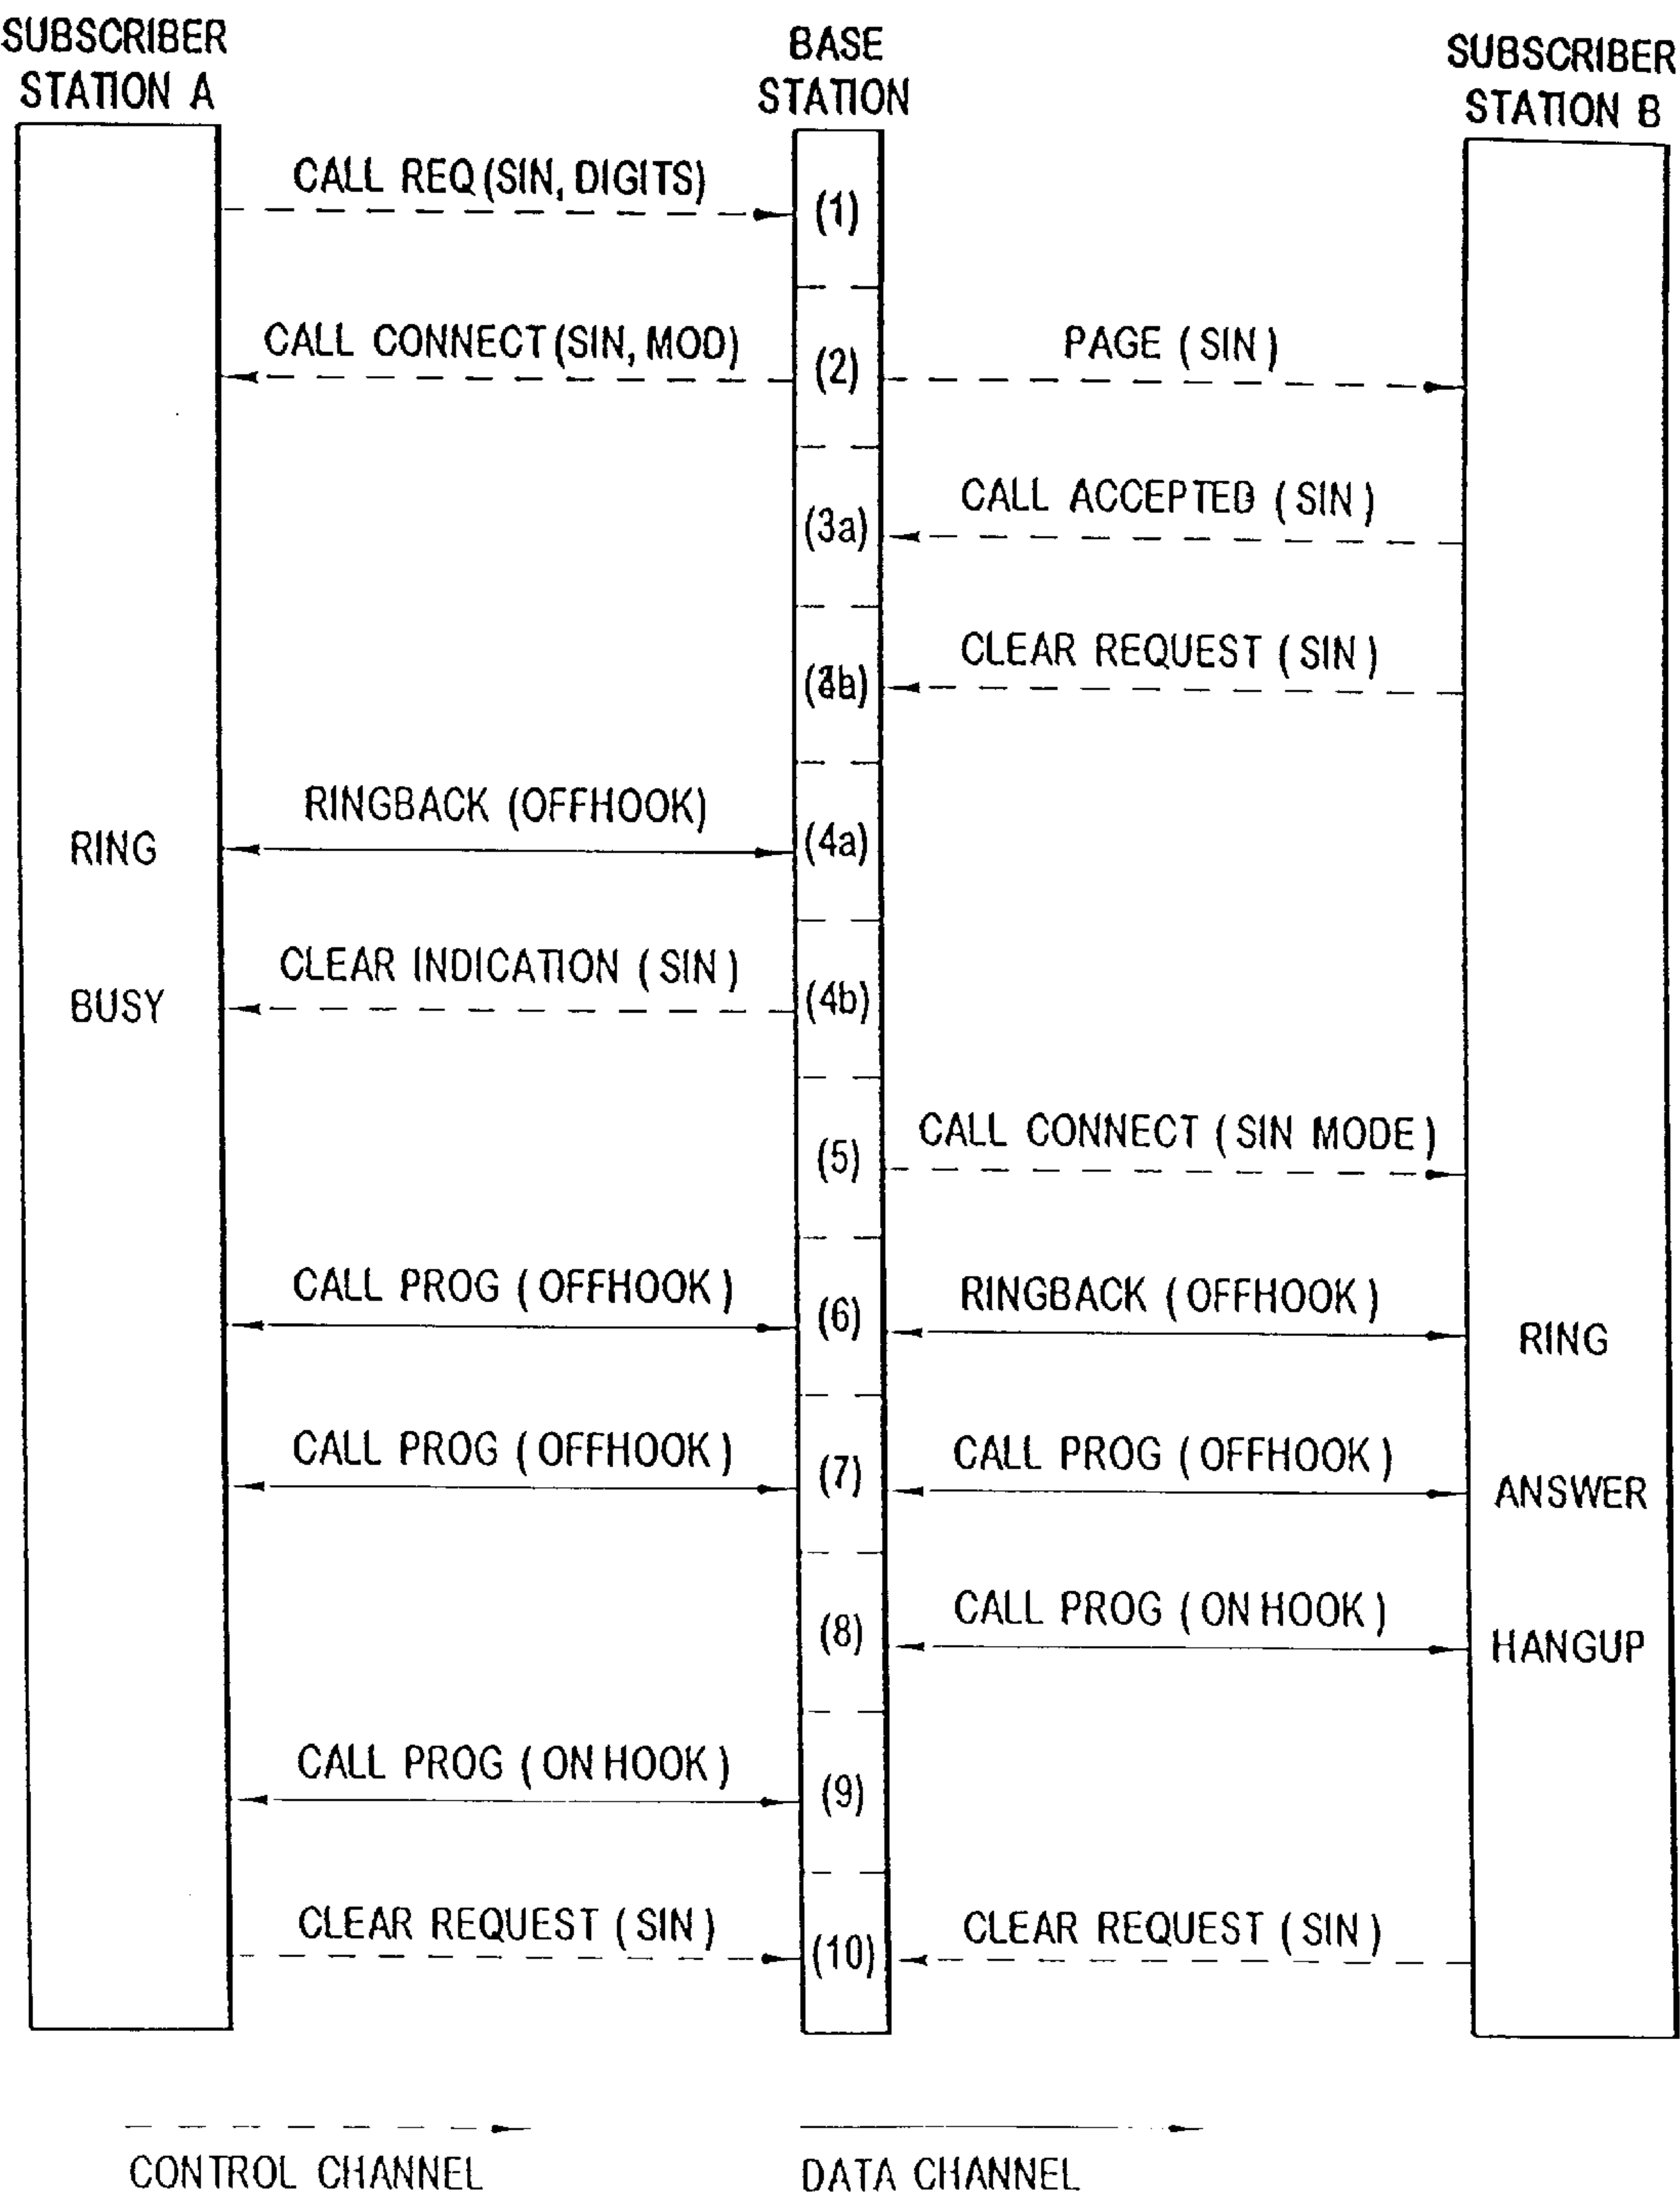 SUBSCRIBER
STATION A
BASE
STATION
SUBSCRIBER
STATION B
CALL REQ (SIN, DIGITS)
(1)
CALL CONNECT (SIN, MOD)
(2)
PAGE (SIN)
(3a)
CALL ACCEPTED (SIN)
(3b)
CLEAR REQUEST (SIN)
RING
RINGBACK (OFFHOOK)
(4a)
BUSY
CLEAR INDICATION (SIN)
(4b)
(5)
CALL CONNECT (SIN MODE)
CALL PROG (OFFHOOK)
(6)
RINGBACK (OFFHOOK)
RING
CALL PROG (OFFHOOK)
(7)
CALL PROG (OFFHOOK)
ANSWER
(8)
CALL PROG (ON HOOK)
HANGUP
CALL PROG (ON HOOK)
(9)
CLEAR REQUEST (SIN)
(10)
CLEAR REQUEST (SIN)
CONTROL CHANNEL
DATA CHANNEL